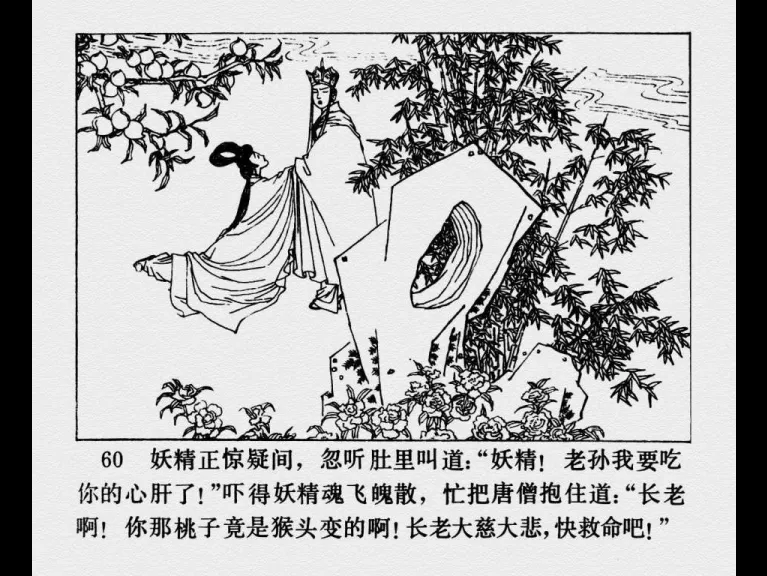 60 妖精正惊疑间，忽听肚里叫道：“妖精！老孙我要吃
你的心肝了！”吓得妖精魂飞魄散，忙把唐僧抱住道：“长老
啊！你那桃子竟是猴头变的啊！长老大慈大悲，快救命吧！”